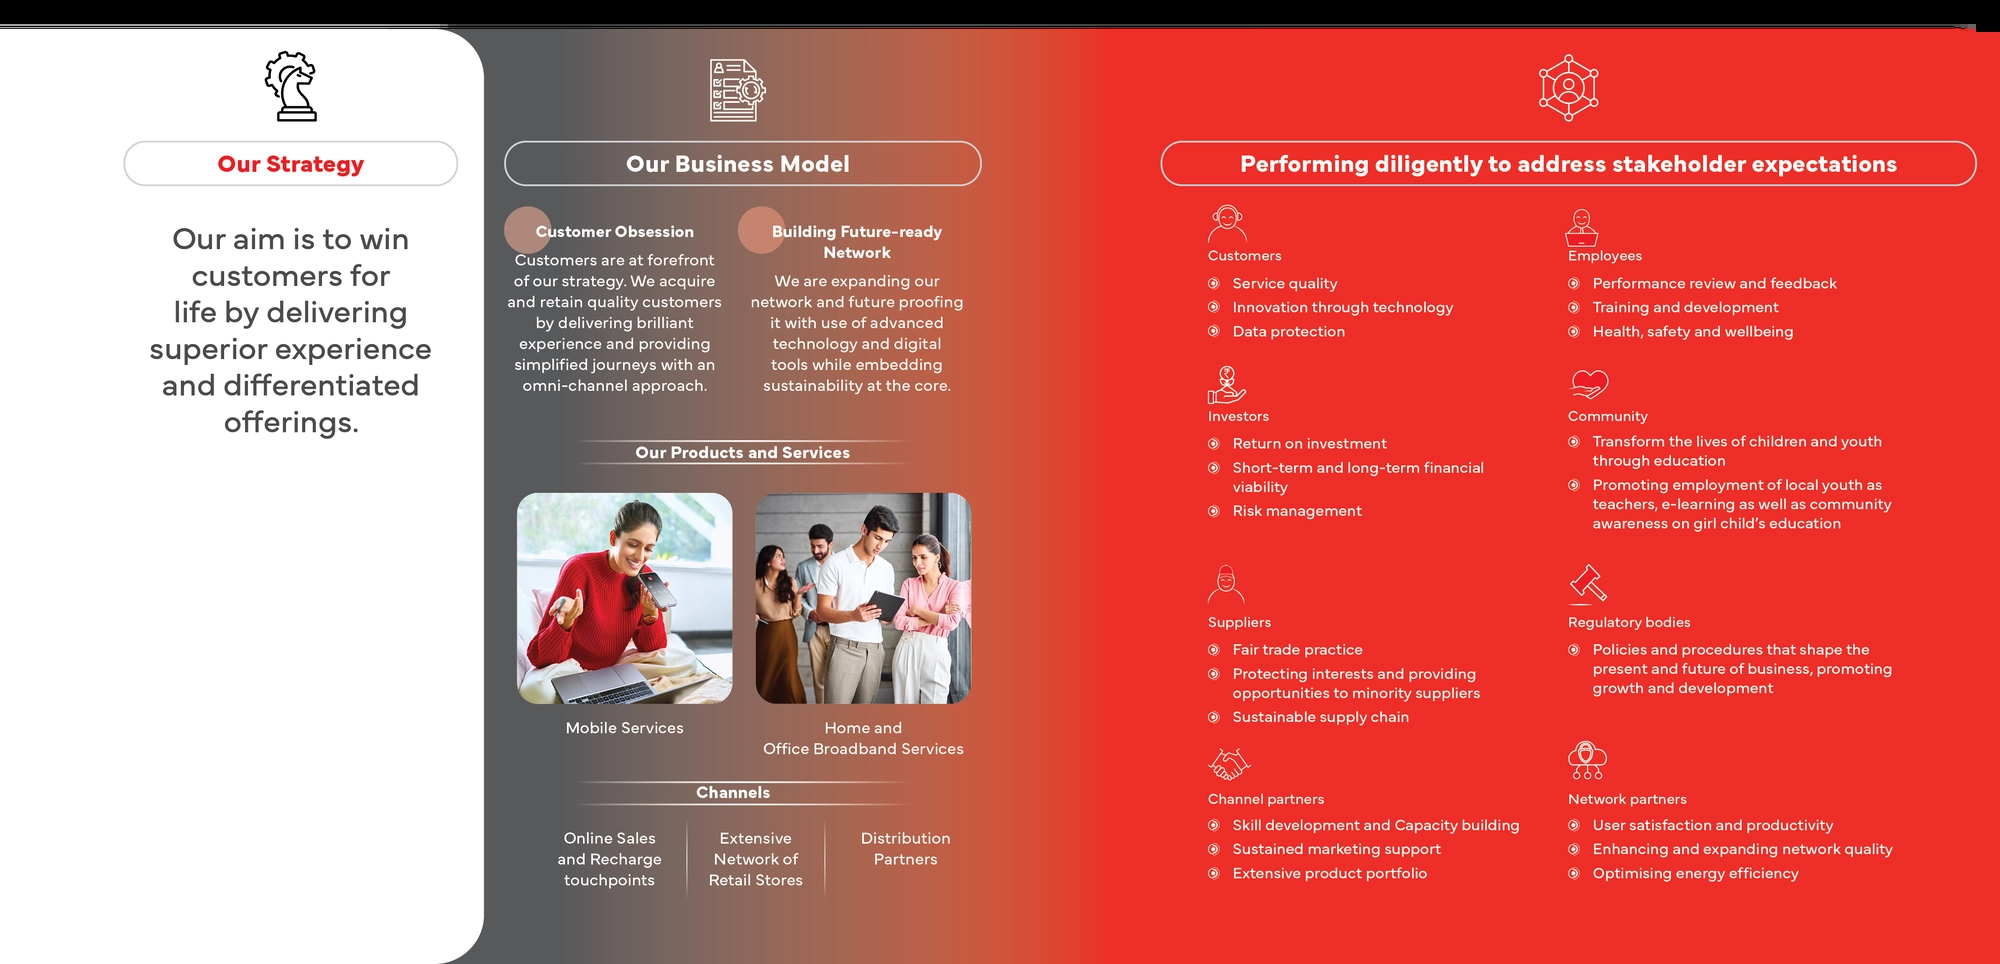 Our Strategy
Our aim is to win
customers for
life by delivering
superior experience
and differentiated
offerings.
Our Business Model
Customer Obsession
Customers are at forefront
of our strategy. We acquire
and retain quality customers
by delivering brilliant
experience and providing
simplified journeys with an
omni-channel approach.
Building Future-ready
Network
We are expanding our
network and future proofing
it with use of advanced
technology and digital
tools while embedding
sustainability at the core.
Our Products and Services
Mobile Services
Home and
Office Broadband Services
Channels
Online Sales
and Recharge
touchpoints
Extensive
Network of
Retail Stores
Distribution
Partners
Performing diligently to address stakeholder expectations
Customers
Service quality
Innovation through technology
Data protection
Employees
Performance review and feedback
Training and development
Health, safety and wellbeing
Investors
Return on investment
Short-term and long-term financial
viability
Risk management
Community
Transform the lives of children and youth
through education
Promoting employment of local youth as
teachers, e-learning as well as community
awareness on girl child's education
Suppliers
Fair trade practice
Protecting interests and providing
opportunities to minority suppliers
Sustainable supply chain
Regulatory bodies
Policies and procedures that shape the
present and future of business, promoting
growth and development
Channel partners
Skill development and Capacity building
Sustained marketing support
Extensive product portfolio
Network partners
User satisfaction and productivity
Enhancing and expanding network quality
Optimising energy efficiency